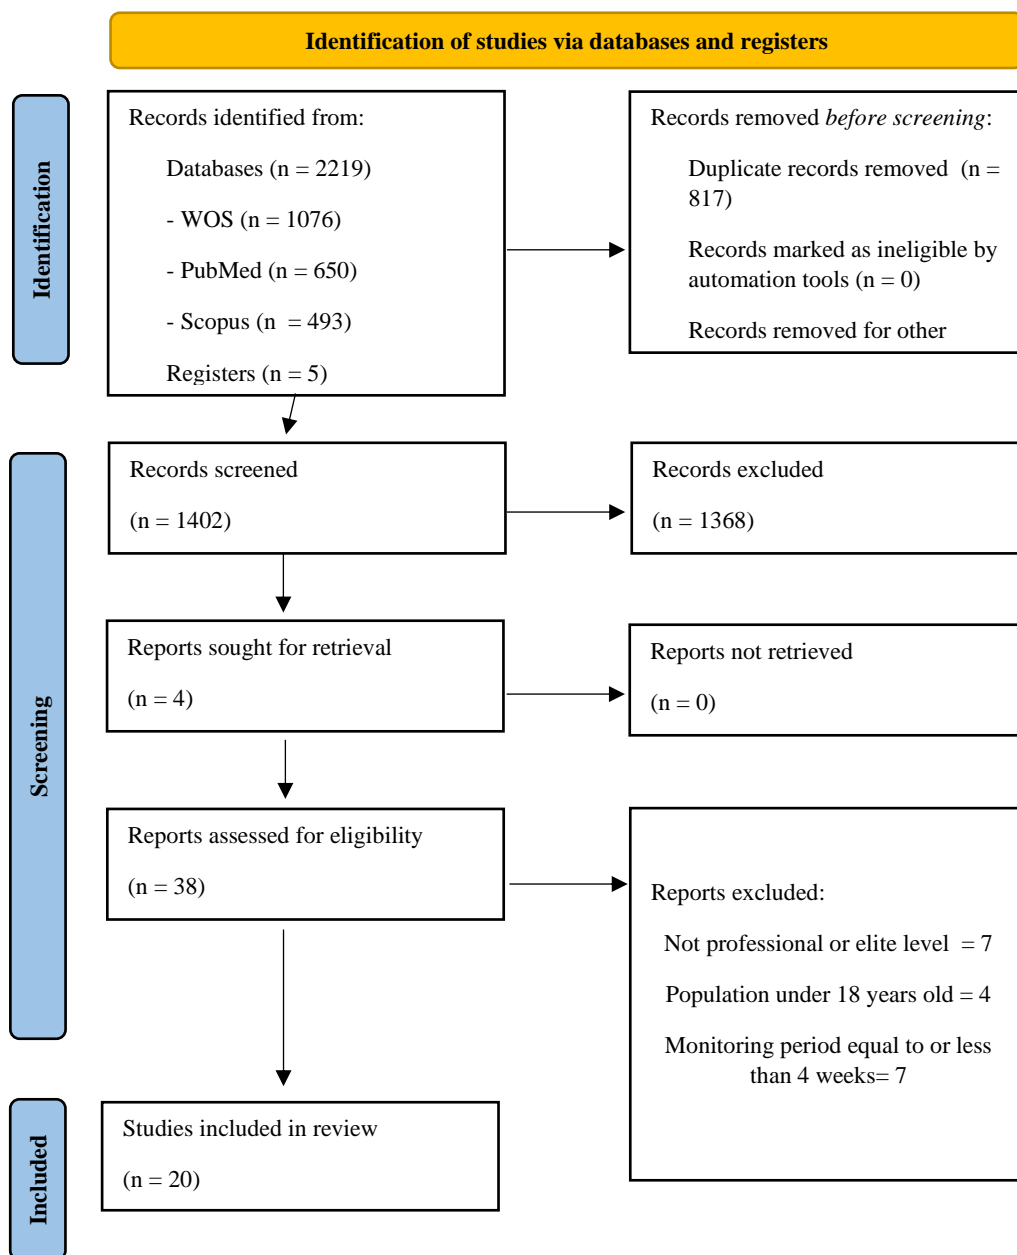 Identification of studies via databases and registers
Identification
Records identified from:
Databases (n = 2219)
- WOS (n = 1076)
- PubMed (n = 650)
- Scopus (n = 493)
Registers (n = 5)
Records removed before screening:
Duplicate records removed (n =
817)
Records marked as ineligible by
automation tools (n = 0)
Records removed for other
Screening
Records screened
(n = 1402)
Records excluded
(n = 1368)
Reports sought for retrieval
(n = 4)
Reports not retrieved
(n = 0)
Reports assessed for eligibility
(n = 38)
Reports excluded:
Not professional or elite level = 7
Population under 18 years old = 4
Monitoring period equal to or less
than 4 weeks= 7
Included
Studies included in review
(n = 20)